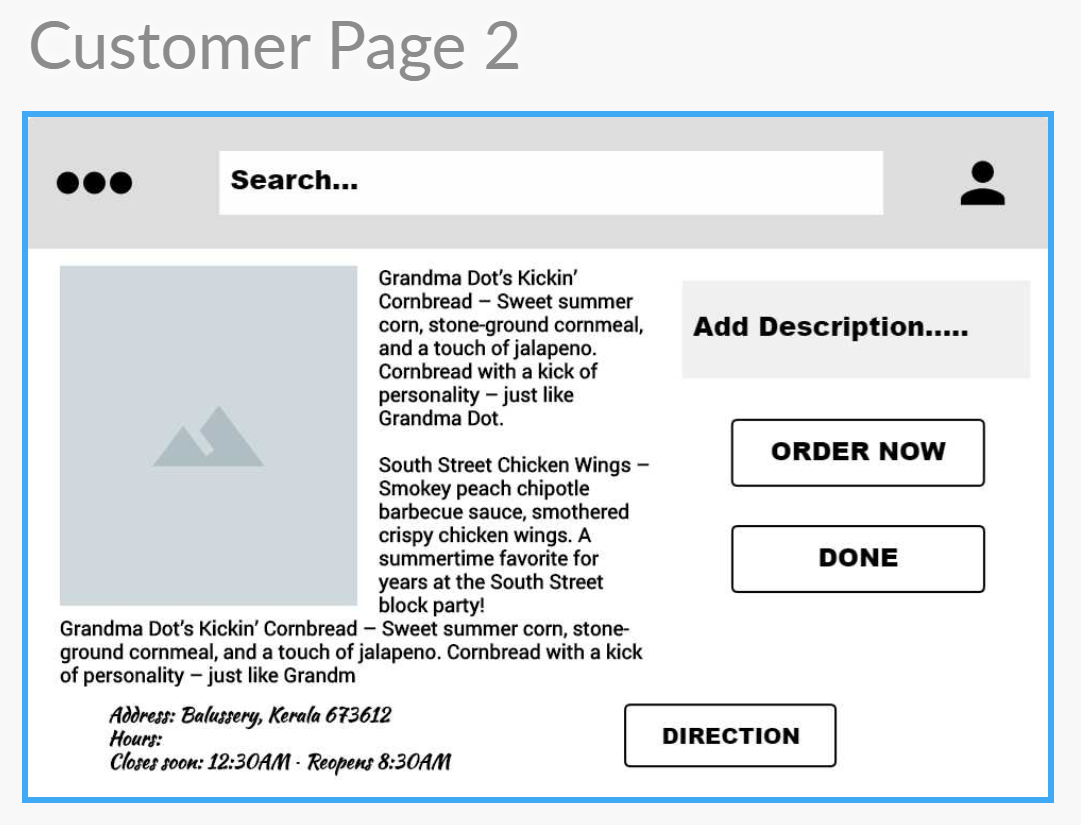 Customer Page 2
Search...
Grandma Dot's Kickin'
Cornbread – Sweet summer
corn, stone-ground cornmeal,
and a touch of jalapeno.
Cornbread with a kick of
personality – just like
Grandma Dot.
South Street Chicken Wings –
Smokey peach chipotle
barbecue sauce, smothered
crispy chicken wings. A
summertime favorite for
years at the South Street
block party!
Grandma Dot's Kickin' Cornbread – Sweet summer corn, stone-
ground cornmeal, and a touch of jalapeno. Cornbread with a kick
of personality – just like Grandm
Add Description.....
ORDER NOW
DONE
Address: Balussery, Kerala 673612
Hours:
Closes soon: 12:30AM · Reopens 8:30AM
DIRECTION